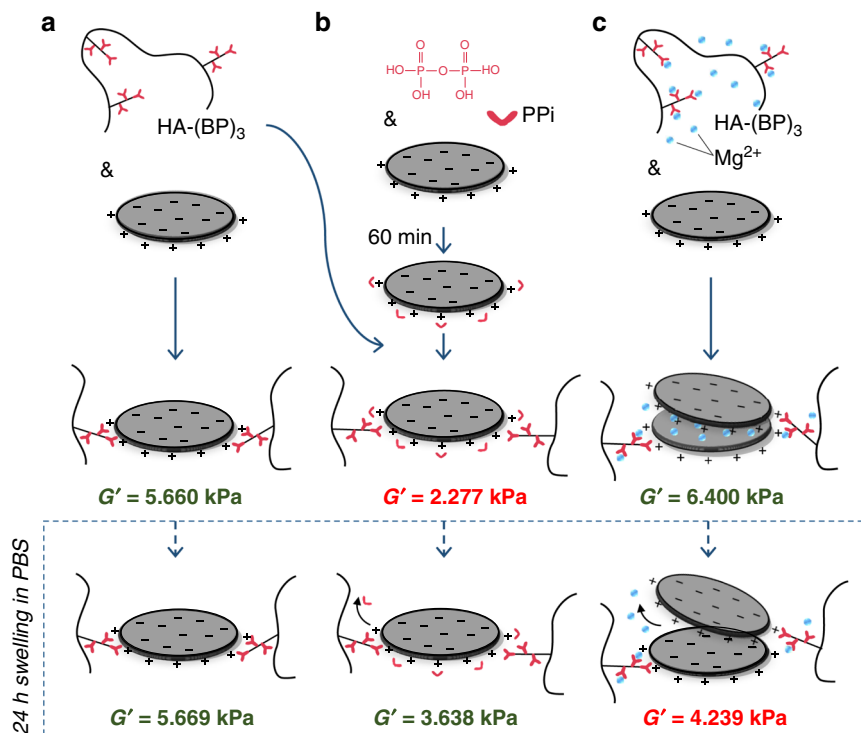 a
HA-(BP)3
&
G′ = 5.660 kPa
G′ = 5.669 kPa
b
O O
HO P O P HO
OH OH
PPi
&
60 min
G′ = 2.277 kPa
G′ = 3.638 kPa
c
HA-(BP)3
Mg2+
&
G′ = 6.400 kPa
G′ = 4.239 kPa
24 h swelling in PBS